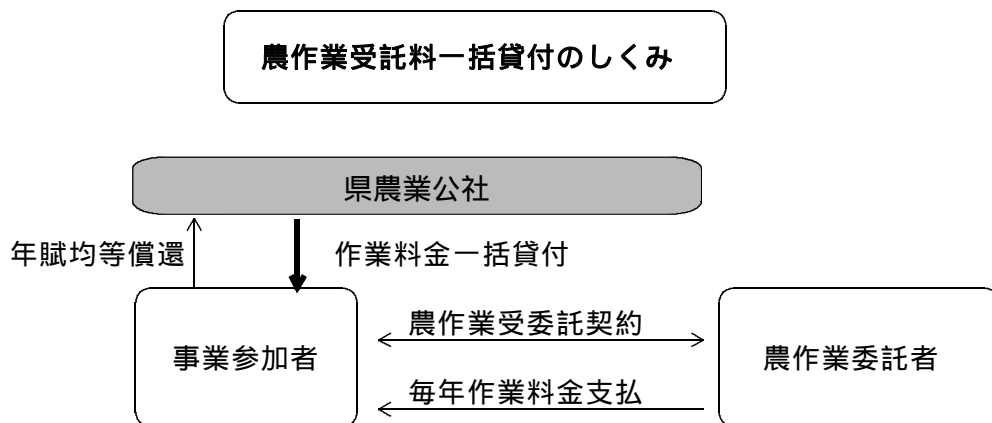 農作業受託料一括貸付のしくみ
県農業公社
年賦均等償還
作業料金一括貸付
農作業受委託契約
事業参加者
農作業委託者
毎年作業料金支払